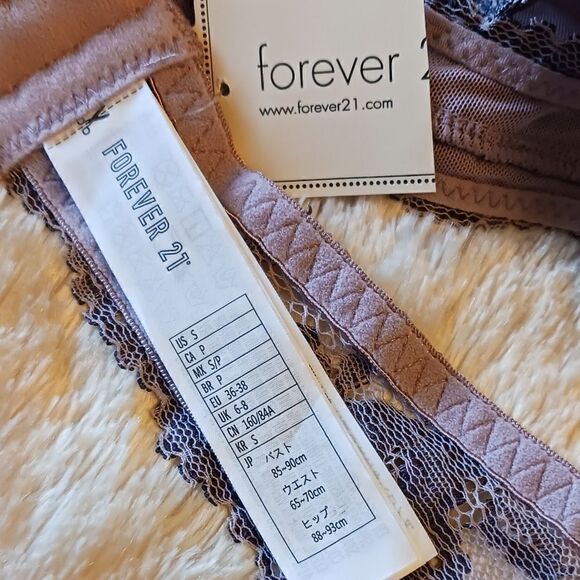 forever 2
www.forever21.com
FOREVER 21
US S
CA P
MX S/P
BR P
EU 36-38
UK 6-8
CN 160/84A
KR S
JP バスト
85~90cm
ウエスト
65~70cm
ヒップ
88~93cm